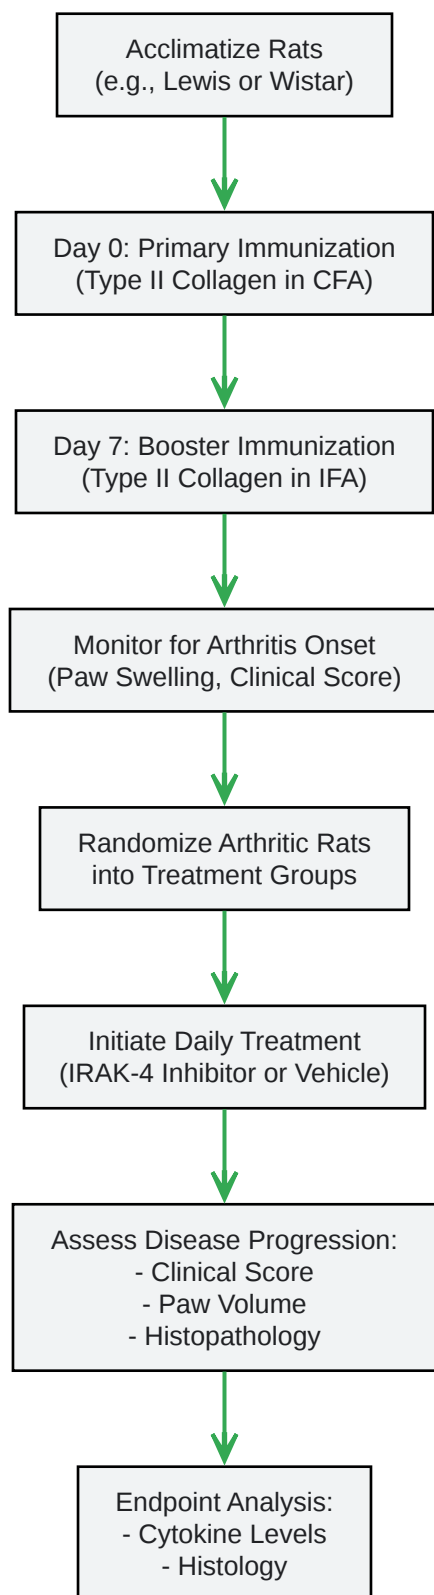 Acclimatize Rats
(e.g., Lewis or Wistar)
Day 0: Primary Immunization
(Type II Collagen in CFA)
Day 7: Booster Immunization
(Type II Collagen in IFA)
Monitor for Arthritis Onset
(Paw Swelling, Clinical Score)
Randomize Arthritic Rats
into Treatment Groups
Initiate Daily Treatment
(IRAK-4 Inhibitor or Vehicle)
Assess Disease Progression:
- Clinical Score
- Paw Volume
- Histopathology
Endpoint Analysis:
- Cytokine Levels
- Histology